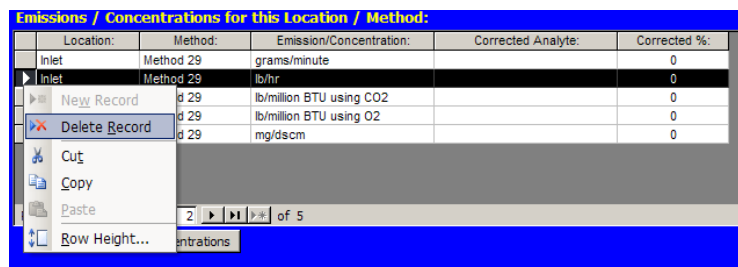 Emissions / Concentrations for this Location / Method:
Location: Method: Emission/Concentration: Corrected Analyte: Corrected %:
Inlet Method 29 grams/minute 0
Inlet Method 29 lb/hr 0
New Record d 29 lb/million BTU using CO2 0
d 29 lb/million BTU using O2 0
Delete Record
d 29 mg/dscm 0
Cut
Copy
Paste 2 of 5
Row Height... entrations